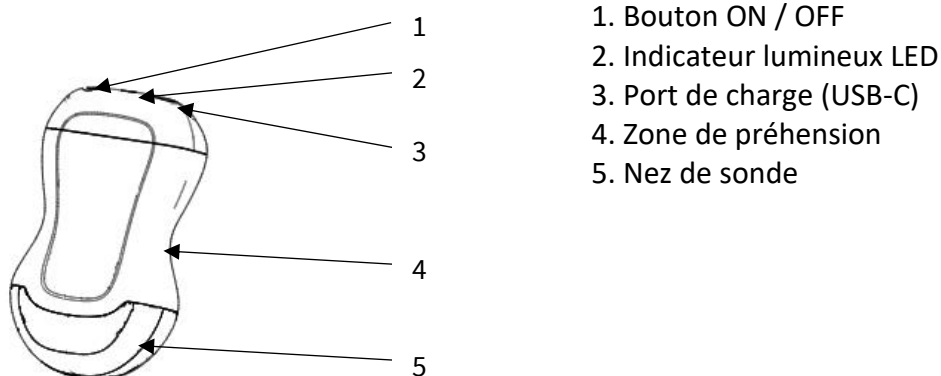 1
2
3
4
5
1. Bouton ON / OFF
2. Indicateur lumineux LED
3. Port de charge (USB-C)
4. Zone de préhension
5. Nez de sonde